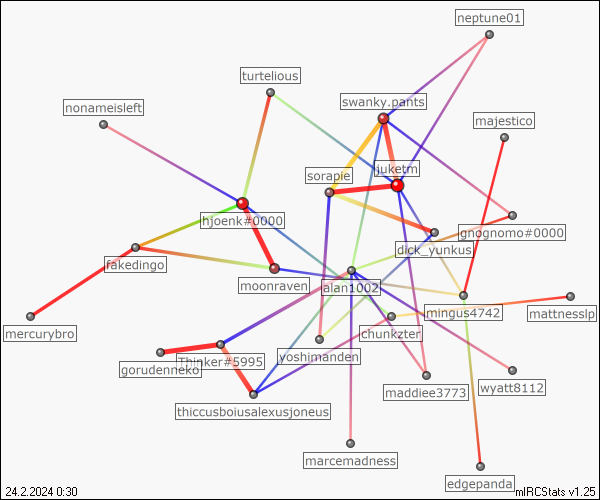 neptune01
turtelious
swanky.pants
nonameisleft
majestico
juketm
sorapie
hjoenk#0000
gnognomo#0000
dick_yunkus
fakedingo
moonraven
alan1002
mingus4742
mattnesslp
mercurybro
chunkzter
yoshimanden
Thinker#5995
gorudenneko
wyatt8112
maddiee3773
thiccusboiusalexusjoneus
marcemadness
edgepanda
24.2.2024 0:30
mIRCStats v1.25